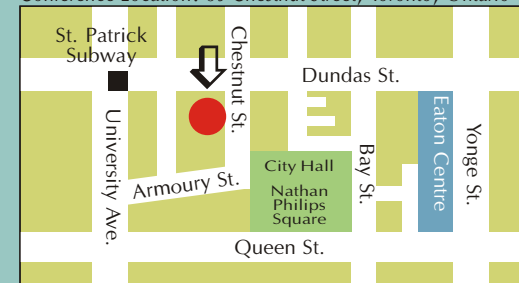 St. Patrick
Subway
Chestnut St.
Dundas St.
University Ave.
Eaton Centre
Yonge St.
Bay St.
City Hall
Nathan
Philips
Square
Armoury St.
Queen St.